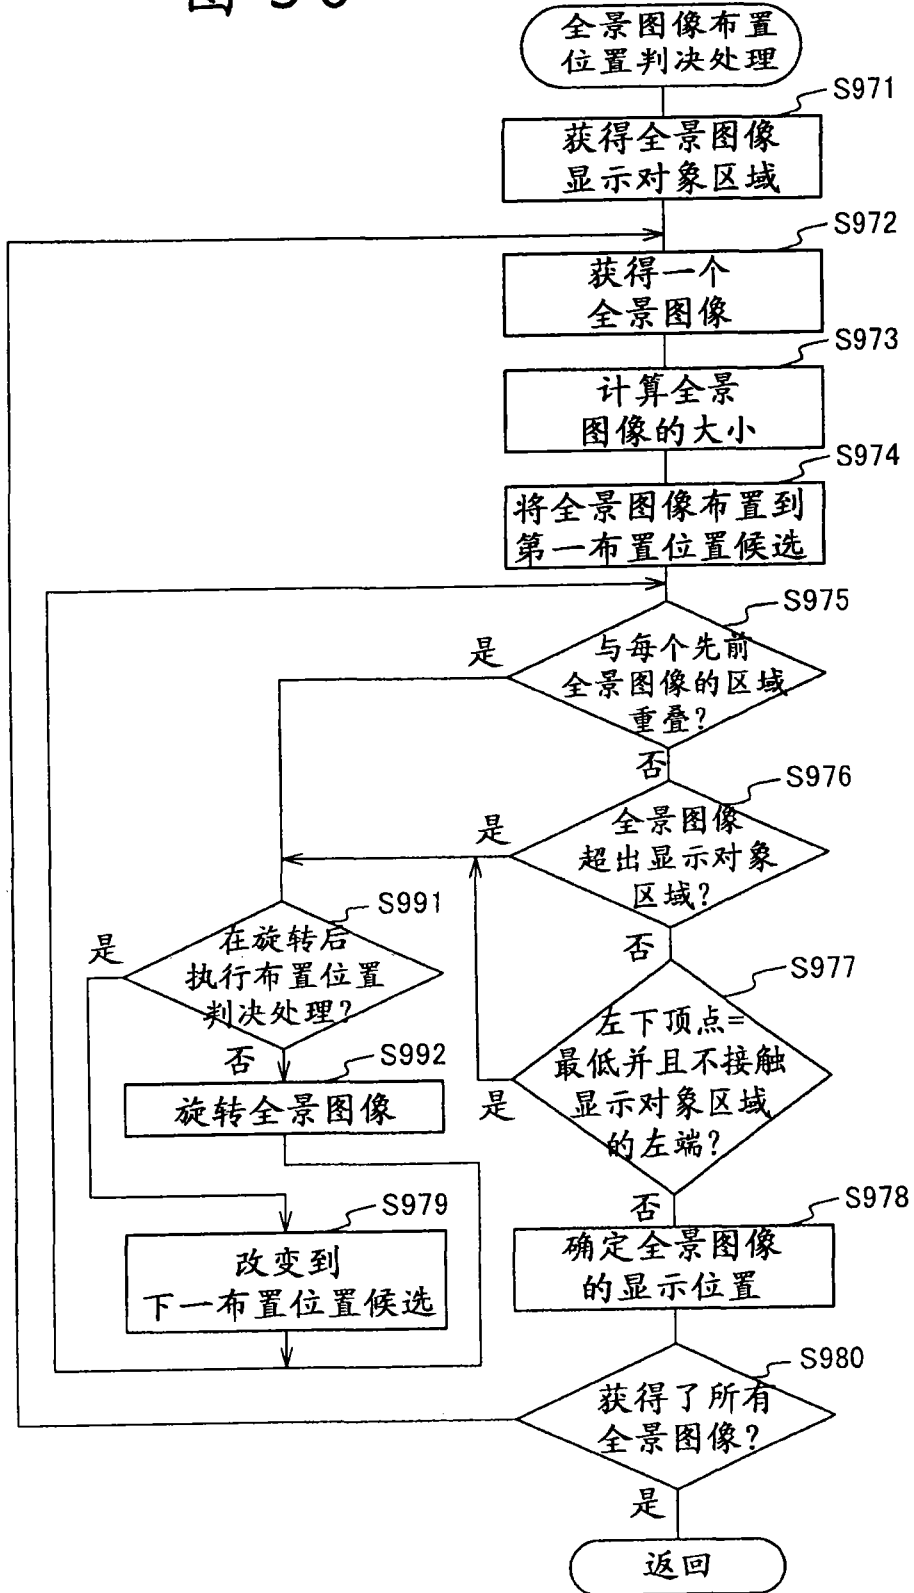 全景图像布置
位置判决处理
S971
获得全景图像
显示对象区域
S972
获得一个
全景图像
S973
计算全景
图像的大小
S974
将全景图像布置到
第一布置位置候选
S975
是
与每个先前
全景图像的区域
重叠?
否
S976
是
全景图像
超出显示对象
区域?
否
S977
左下顶点=
最低并且不接触
显示对象区域
的左端?
是
否
S991
是
在旋转后
执行布置位置
判决处理?
否
S992
旋转全景图像
S979
改变到
下一布置位置候选
S978
确定全景图像
的显示位置
S980
获得了所有
全景图像?
是
返回